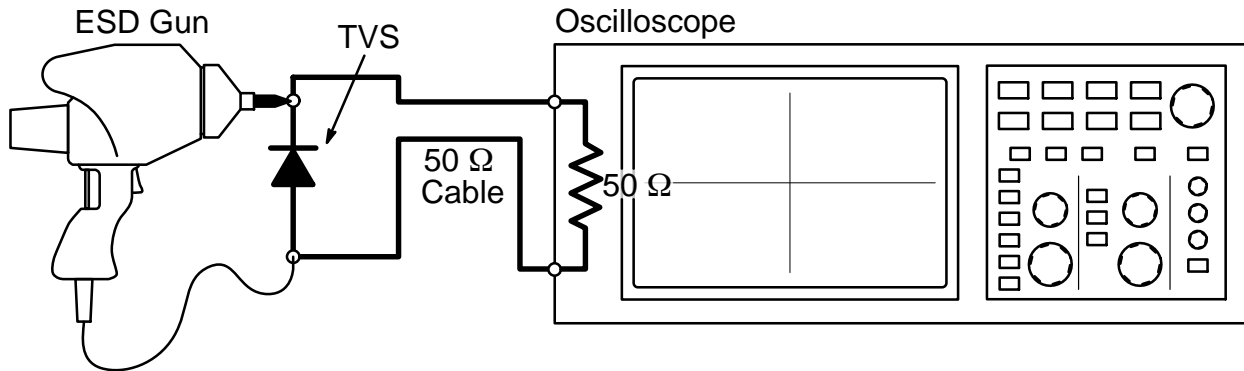 ESD Gun
TVS
Oscilloscope
50 Ω
Cable
50 Ω